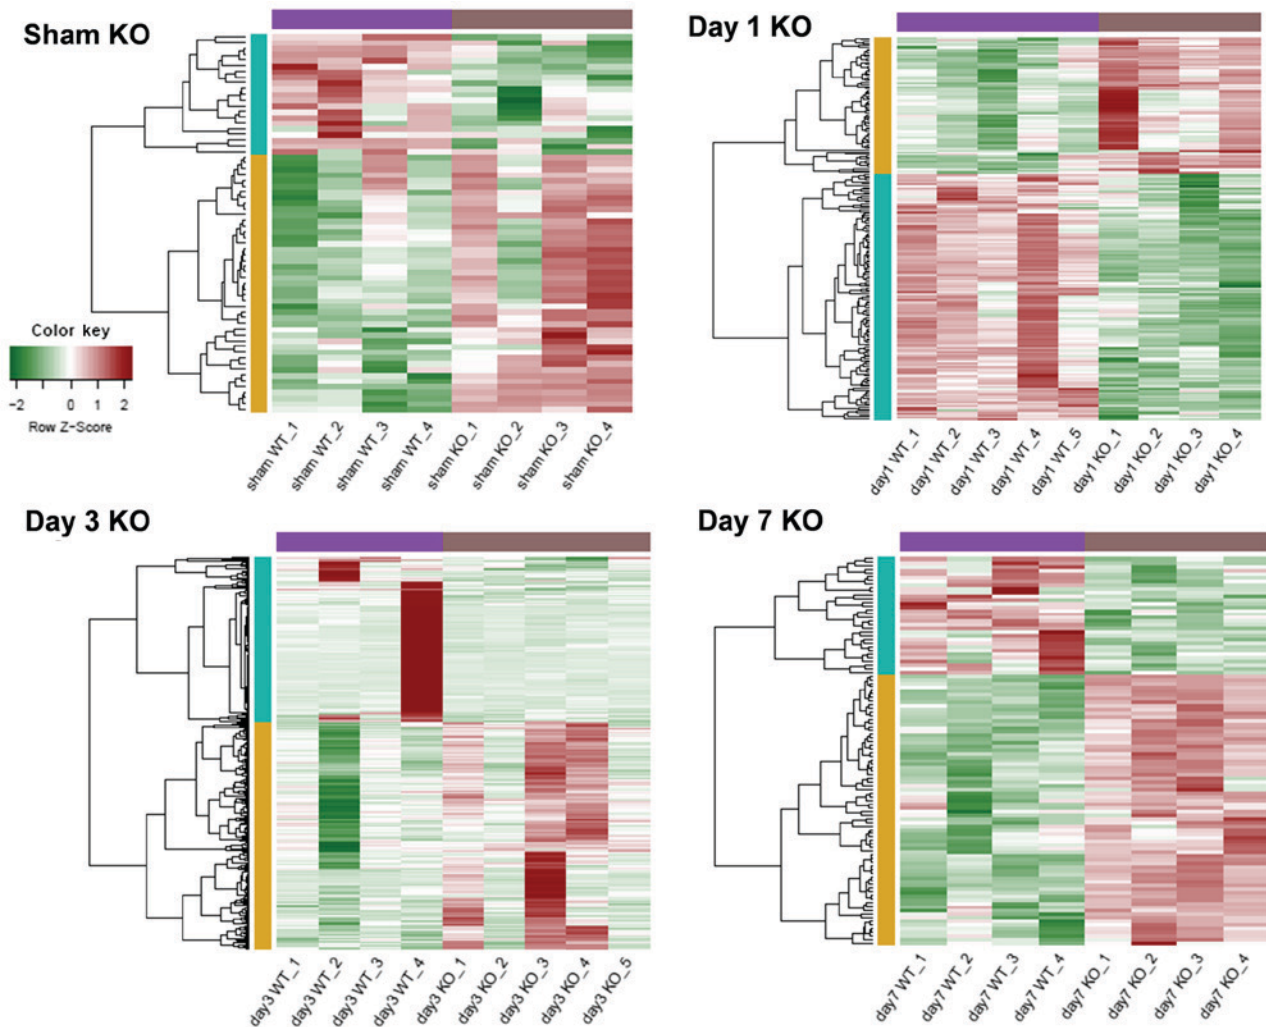 Sham KO
Color key
−2 0 1 2
Row Z−Score
sham WT_1
sham WT_2
sham WT_3
sham WT_4
sham KO_1
sham KO_2
sham KO_3
sham KO_4
Day 1 KO
day1 WT_1
day1 WT_2
day1 WT_3
day1 WT_4
day1 WT_5
day1 KO_1
day1 KO_2
day1 KO_3
day1 KO_4
Day 3 KO
day3 WT_1
day3 WT_2
day3 WT_3
day3 WT_4
day3 KO_1
day3 KO_2
day3 KO_3
day3 KO_4
day3 KO_5
Day 7 KO
day7 WT_1
day7 WT_2
day7 WT_3
day7 WT_4
day7 KO_1
day7 KO_2
day7 KO_3
day7 KO_4